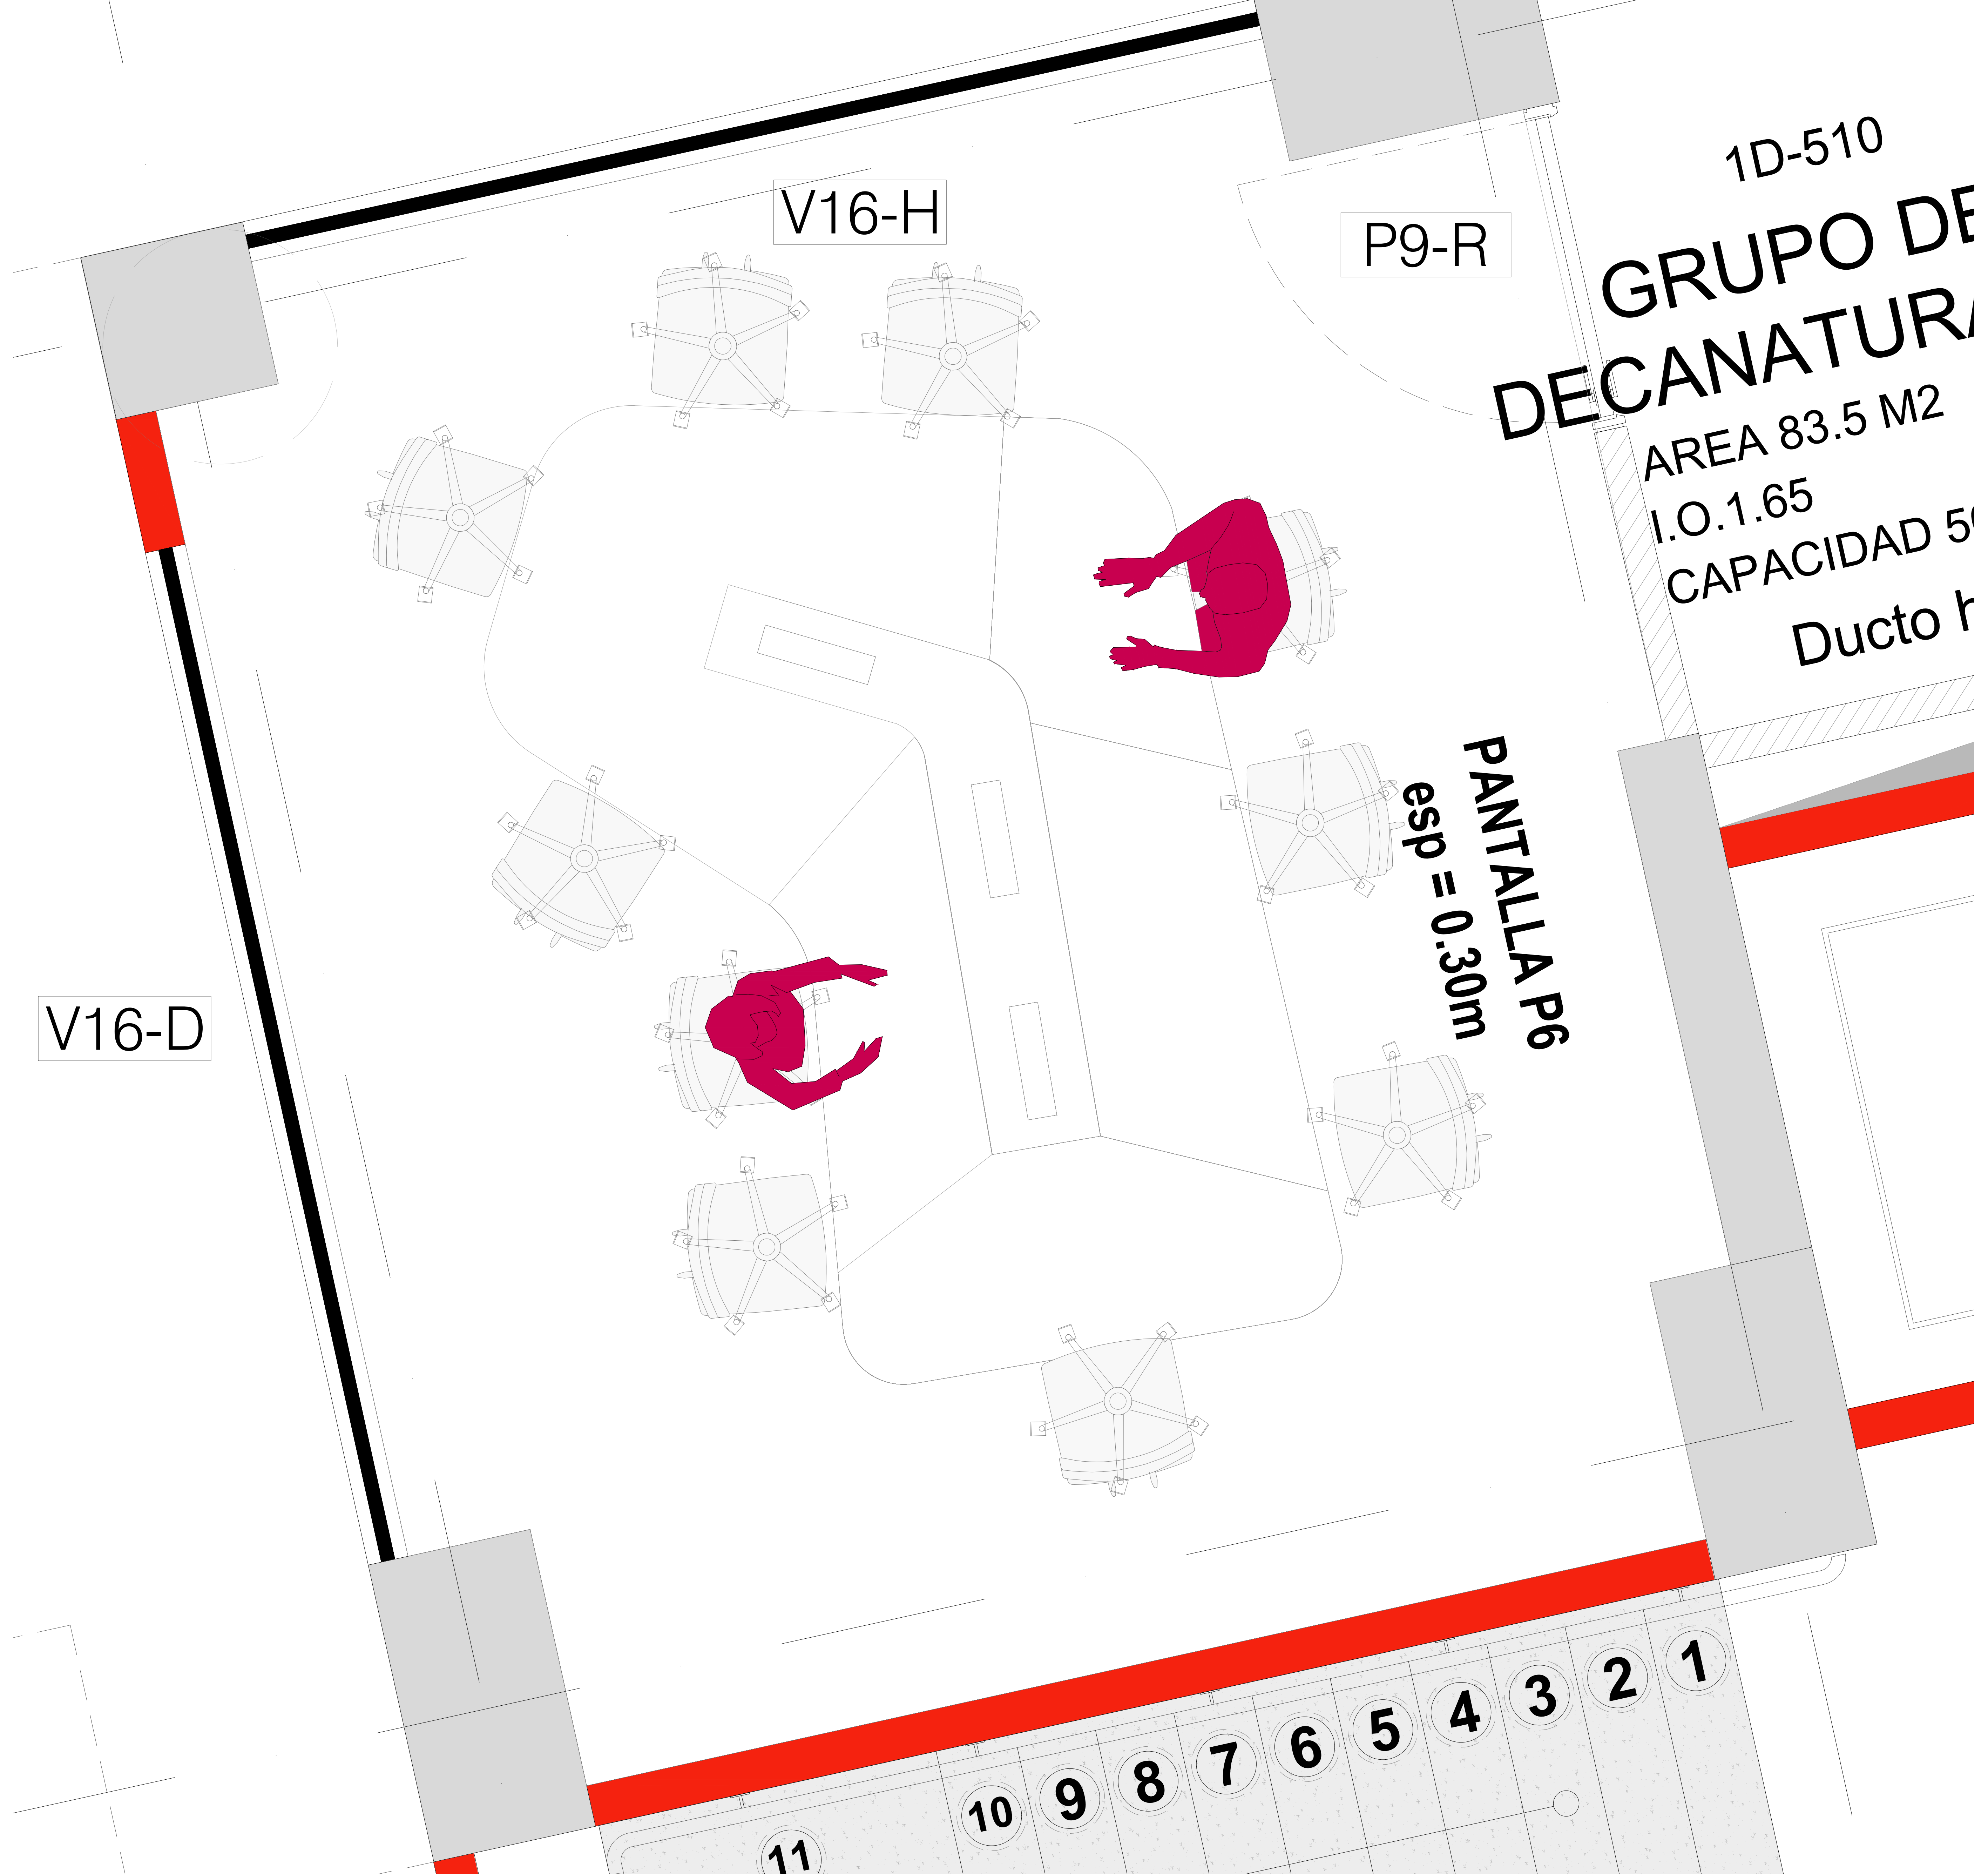 V16-H
P9-R
1D-510
GRUPO DE
DECANATURA
AREA 83.5 M2
I.O.1.65
CAPACIDAD
Ducto
PANTALLA P6
esp = 0.30m
V16-D
1
2
3
4
5
6
7
8
9
10
11